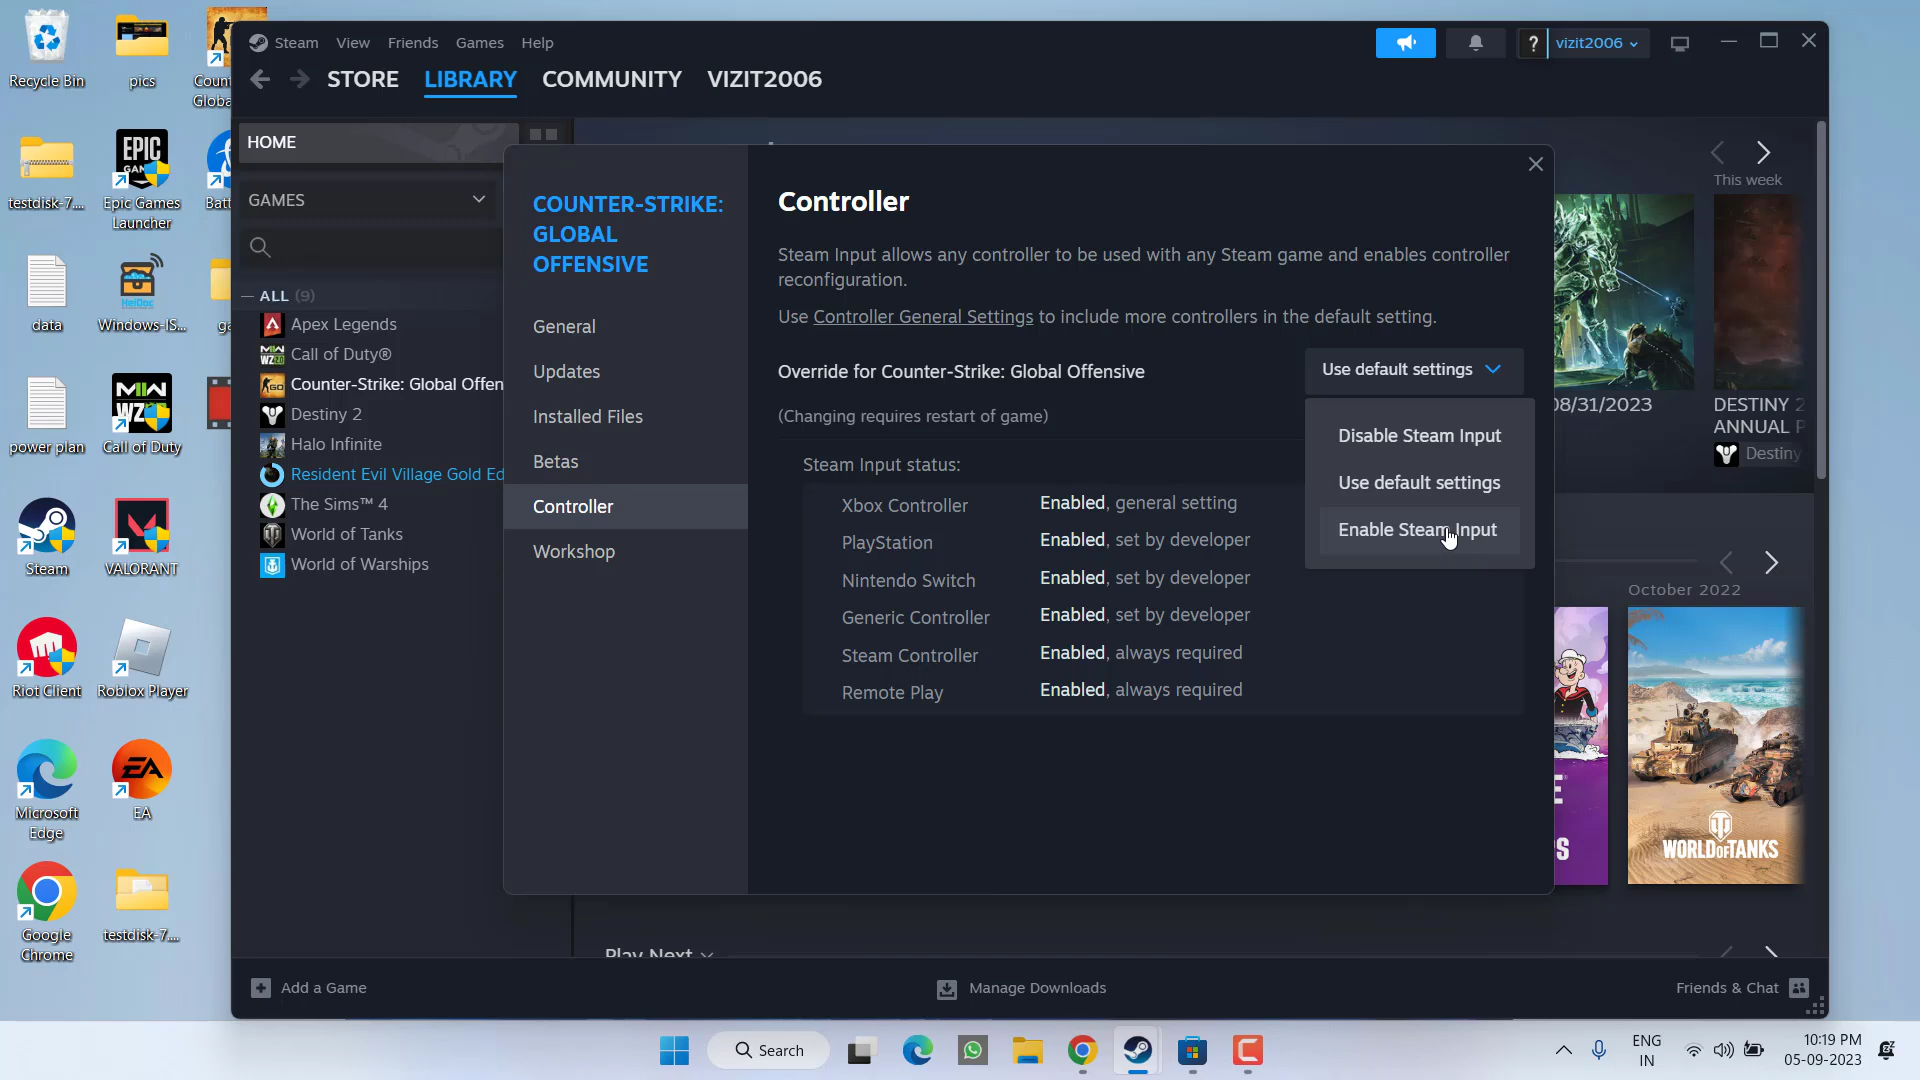 Recycle Bin
pics
Coun
Globa
testdisk-7....
Epic Games
Launcher
Batt
data
Windows-IS...
ga
power plan
Call of Duty
Steam
VALORANT
Riot Client
Roblox Player
Microsoft
Edge
EA
Google
Chrome
testdisk-7....
Steam View Friends Games Help
vizit2006
STORE LIBRARY COMMUNITY VIZIT2006
HOME
GAMES
ALL (9)
Apex Legends
Call of Duty®
Counter-Strike: Global Offen
Destiny 2
Halo Infinite
Resident Evil Village Gold Ed
The Sims™ 4
World of Tanks
World of Warships
COUNTER-STRIKE:
GLOBAL
OFFENSIVE
General
Updates
Installed Files
Betas
Controller
Workshop
Controller
Steam Input allows any controller to be used with any Steam game and enables controller
reconfiguration.
Use Controller General Settings to include more controllers in the default setting.
Override for Counter-Strike: Global Offensive
Use default settings
(Changing requires restart of game)
Disable Steam Input
Use default settings
Enable Steam Input
Steam Input status:
Xbox Controller Enabled, general setting
PlayStation Enabled, set by developer
Nintendo Switch Enabled, set by developer
Generic Controller Enabled, set by developer
Steam Controller Enabled, always required
Remote Play Enabled, always required
This week
08/31/2023
DESTINY 2
ANNUAL P
Destiny
October 2022
WORLD OF TANKS
Play Next
Add a Game
Manage Downloads
Friends & Chat
Search
ENG
IN
10:19 PM
05-09-2023